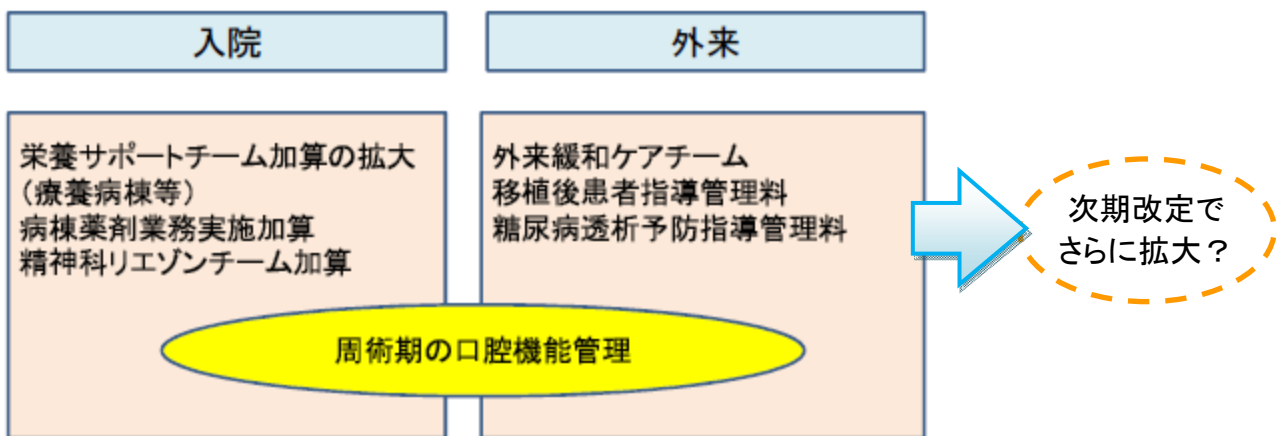 入院
外来
栄養サポートチーム加算の拡大
（療養病棟等）
病棟薬剤業務実施加算
精神科リエゾンチーム加算
外来緩和ケアチーム
移植後患者指導管理料
糖尿病透析予防指導管理料
周術期の口腔機能管理
次期改定で
さらに拡大？